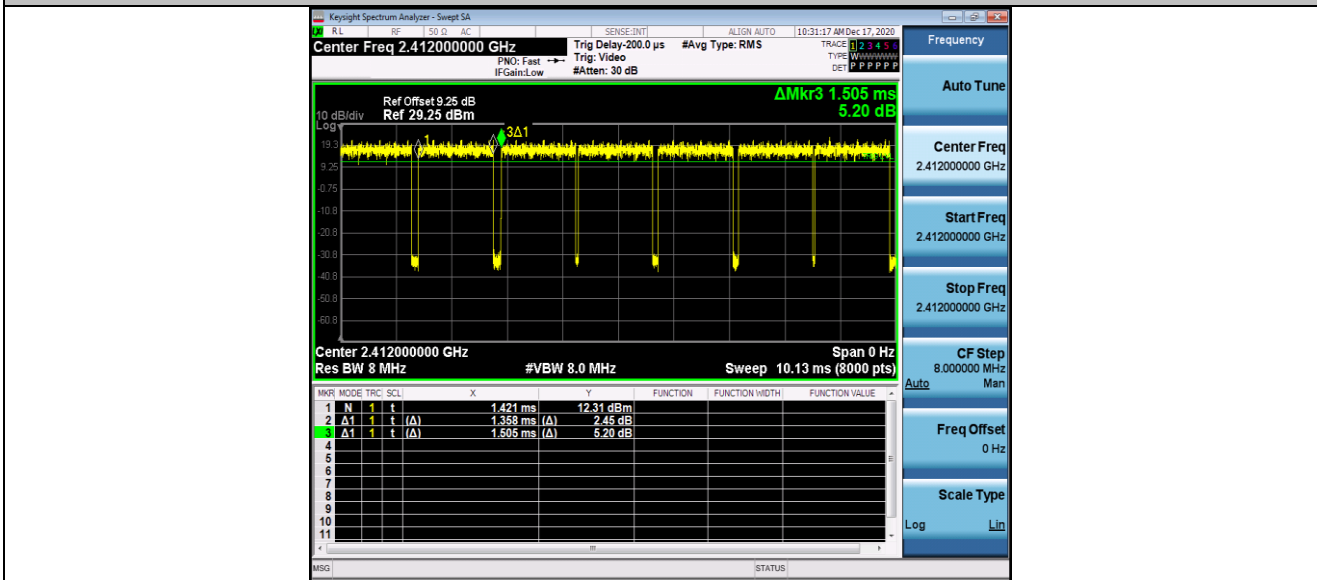 Keysight Spectrum Analyzer - Swept SA
RL RF 50 Ω AC SENSE:INT ALIGN AUTO 10:31:17 AM Dec 17, 2020
Center Freq 2.412000000 GHz
PNO: Fast
IFGain:Low
Trig Delay-200.0 µs
Trig: Video
#Atten: 30 dB
#Avg Type: RMS
TRACE 1 2 3 4 5 6
TYPE WWWWWW
DET P P P P P P
ΔMkr3 1.505 ms
5.20 dB
10 dB/div
Log
Ref Offset 9.25 dB
Ref 29.25 dBm
1
3Δ1
19.3
9.25
-0.75
-10.8
-20.8
-30.8
-40.8
-50.8
-60.8
Center 2.412000000 GHz Span 0 Hz
Res BW 8 MHz #VBW 8.0 MHz Sweep 10.13 ms (8000 pts)
MKR MODE TRC SCL X Y FUNCTION FUNCTION WIDTH FUNCTION VALUE
1 N 1 t 1.421 ms 12.31 dBm
2 Δ1 1 t (Δ) 1.358 ms (Δ) 2.45 dB
3 Δ1 1 t (Δ) 1.505 ms (Δ) 5.20 dB
4
5
6
7
8
9
10
11
MSG STATUS
Frequency
Auto Tune
Center Freq
2.412000000 GHz
Start Freq
2.412000000 GHz
Stop Freq
2.412000000 GHz
CF Step
8.000000 MHz
Auto Man
Freq Offset
0 Hz
Scale Type
Log Lin